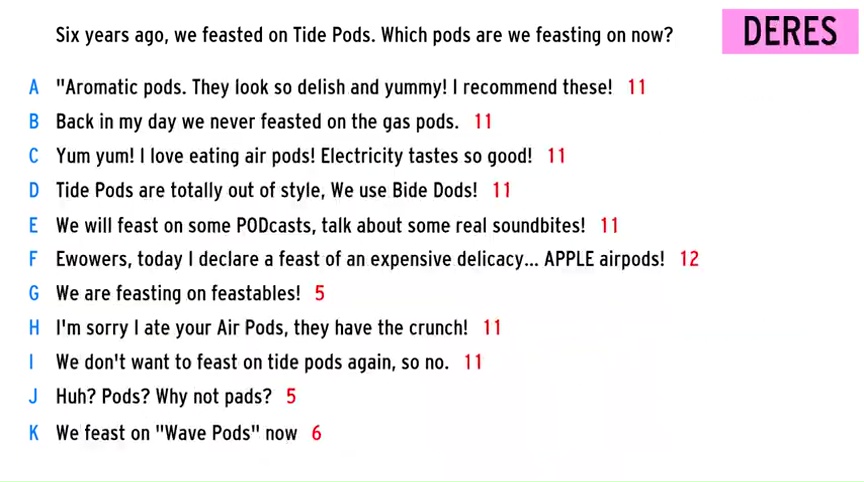 Six years ago, we feasted on Tide Pods. Which pods are we feasting on now?
DERES
A "Aromatic pods. They look so delish and yummy! I recommend these! 11
B Back in my day we never feasted on the gas pods. 11
C Yum yum! I love eating air pods! Electricity tastes so good! 11
D Tide Pods are totally out of style, We use Bide Dods! 11
E We will feast on some PODcasts, talk about some real soundbites! 11
F Ewowers, today I declare a feast of an expensive delicacy... APPLE airpods! 12
G We are feasting on feastables! 5
H I'm sorry I ate your Air Pods, they have the crunch! 11
I We don't want to feast on tide pods again, so no. 11
J Huh? Pods? Why not pads? 5
K We feast on "Wave Pods" now 6